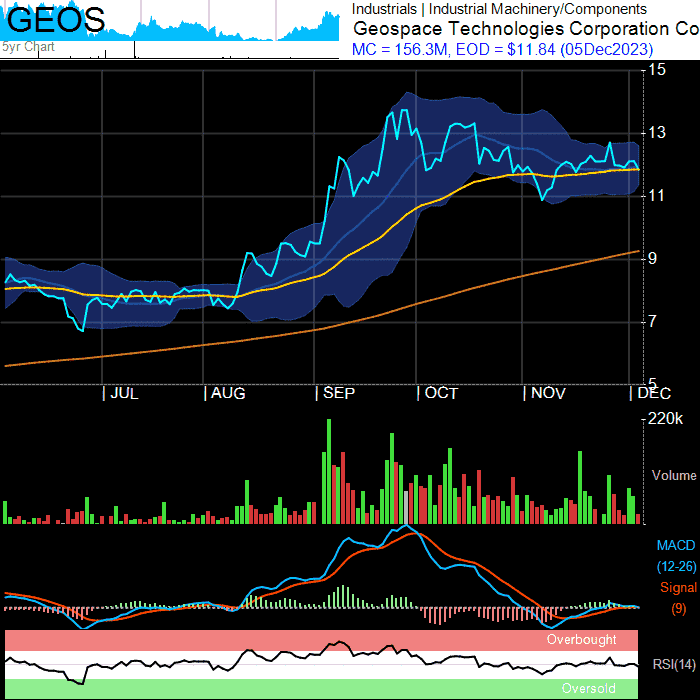 GEOS
5yr Chart
Industrials | Industrial Machinery/Components
Geospace Technologies Corporation Co
MC = 156.3M, EOD = $11.84 (05Dec2023)
15
13
11
9
7
5
| JUL | AUG | SEP | OCT | NOV | DEC
220k
Volume
MACD
(12-26)
Signal
(9)
Overbought
RSI(14)
Oversold